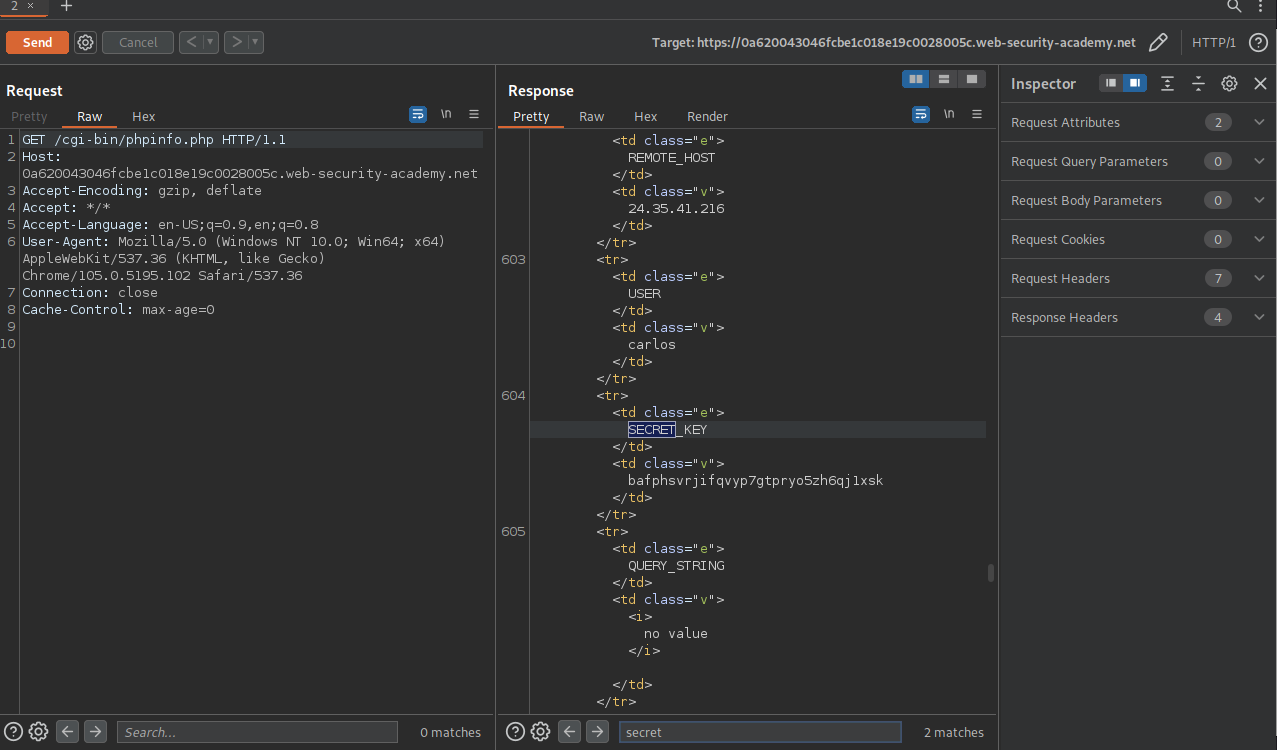 2 × +
Send Cancel < > Target: https://0a620043046fcbe1c018e19c0028005c.web-security-academy.net HTTP/1 ?
Request
Pretty Raw Hex \n
1 GET /cgi-bin/phpinfo.php HTTP/1.1
2 Host:
0a620043046fcbe1c018e19c0028005c.web-security-academy.net
3 Accept-Encoding: gzip, deflate
4 Accept: */*
5 Accept-Language: en-US;q=0.9,en;q=0.8
6 User-Agent: Mozilla/5.0 (Windows NT 10.0; Win64; x64)
AppleWebKit/537.36 (KHTML, like Gecko)
Chrome/105.0.5195.102 Safari/537.36
7 Connection: close
8 Cache-Control: max-age=0
9
10
? Search... 0 matches
Response
Pretty Raw Hex Render \n
<td class="e">
REMOTE_HOST
</td>
<td class="v">
24.35.41.216
</td>
</tr>
603 <tr>
<td class="e">
USER
</td>
<td class="v">
carlos
</td>
</tr>
604 <tr>
<td class="e">
SECRET_KEY
</td>
<td class="v">
bafphsvrjifqvyp7gtpryo5zh6qj1xsk
</td>
</tr>
605 <tr>
<td class="e">
QUERY_STRING
</td>
<td class="v">
<i>
no value
</i>
</td>
</tr>
? secret 2 matches
Inspector
Request Attributes 2
Request Query Parameters 0
Request Body Parameters 0
Request Cookies 0
Request Headers 7
Response Headers 4